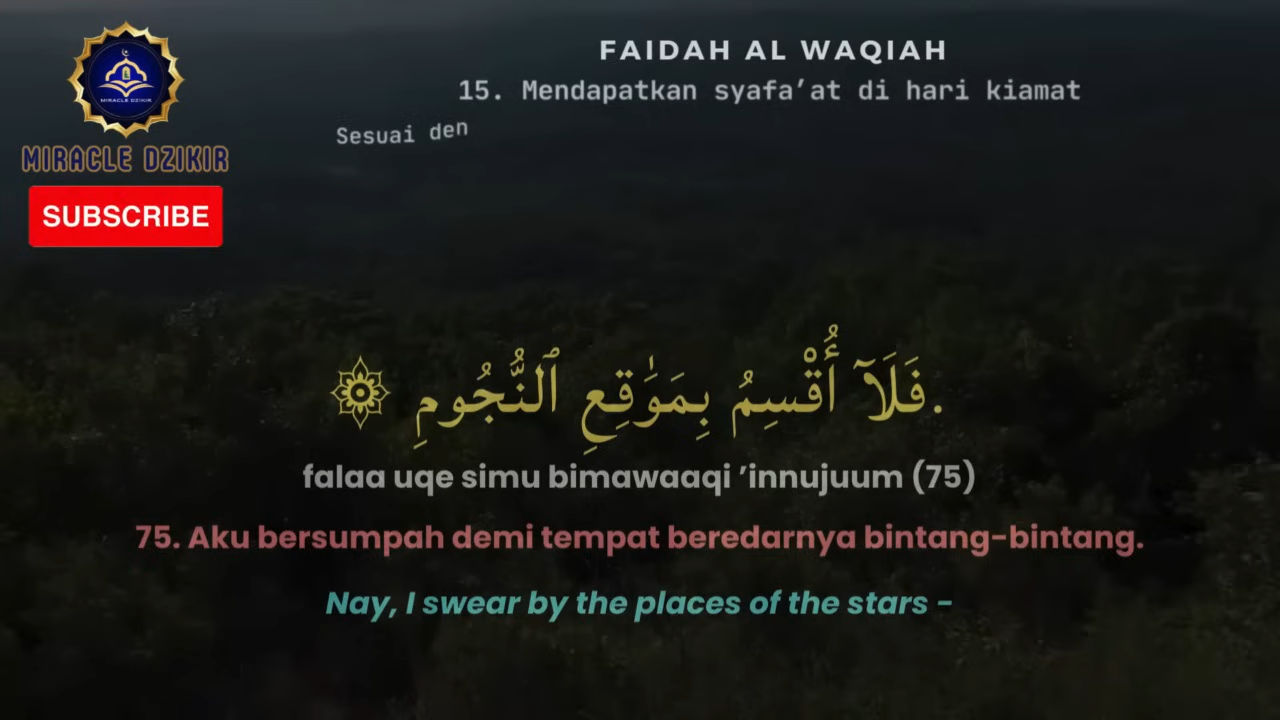 FAIDAH AL WAQIAH
15. Mendapatkan syafa’at di hari kiamat
Sesuai den
MIRACLE DZIKIR
MIRACLE DZIKIR
SUBSCRIBE
فَلَآ أُقْسِمُ بِمَوَٰقِعِ ٱلنُّجُومِ ۞.
falaa uqe simu bimawaaqi ’innujuum (75)
75. Aku bersumpah demi tempat beredarnya bintang-bintang.
Nay, I swear by the places of the stars -